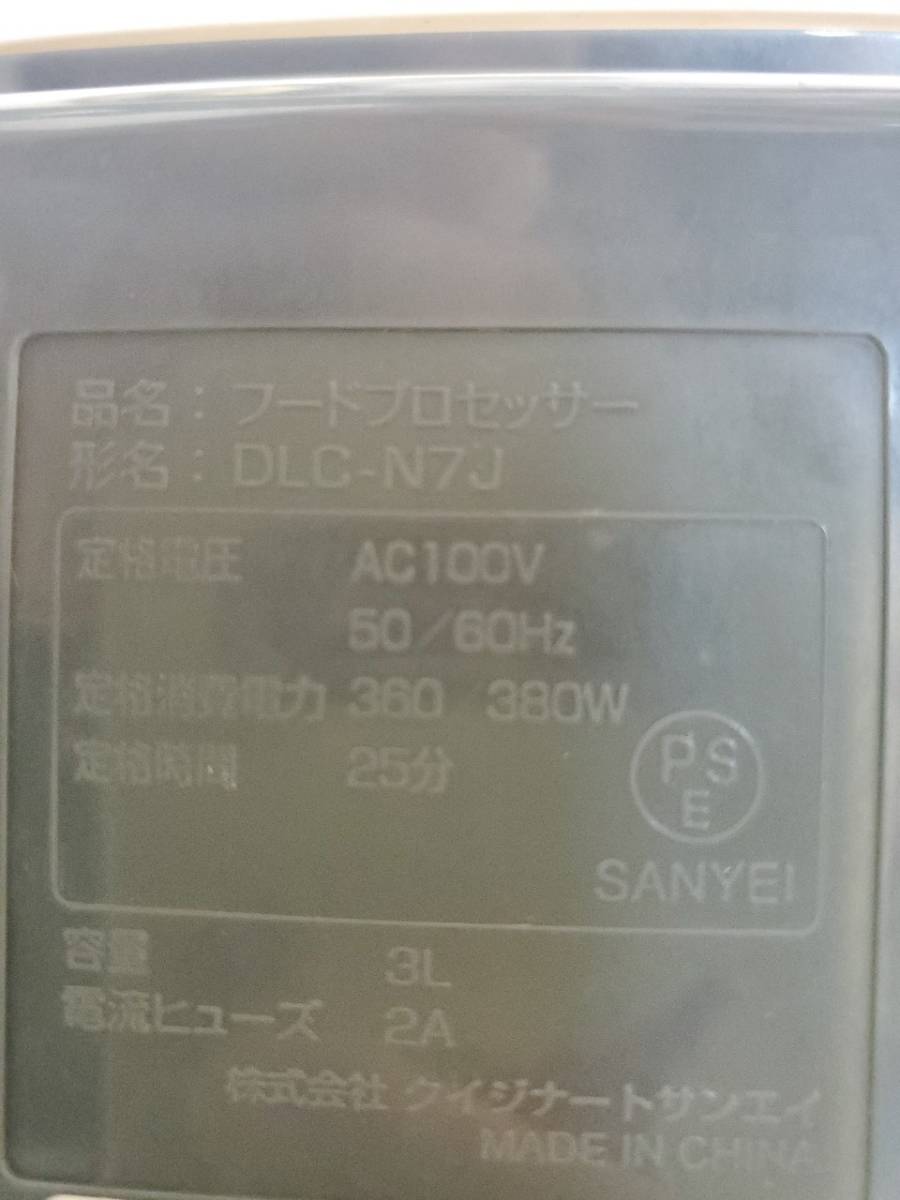 品名：フードプロセッサー
形名：DLC-N7J
定格電圧 AC100V
50/60Hz
定格消費電力 360 380W
定格時間 25分
PSE
SANYEI
容量 3L
電流ヒューズ 2A
株式会社 クイジナートサンエイ
MADE IN CHINA